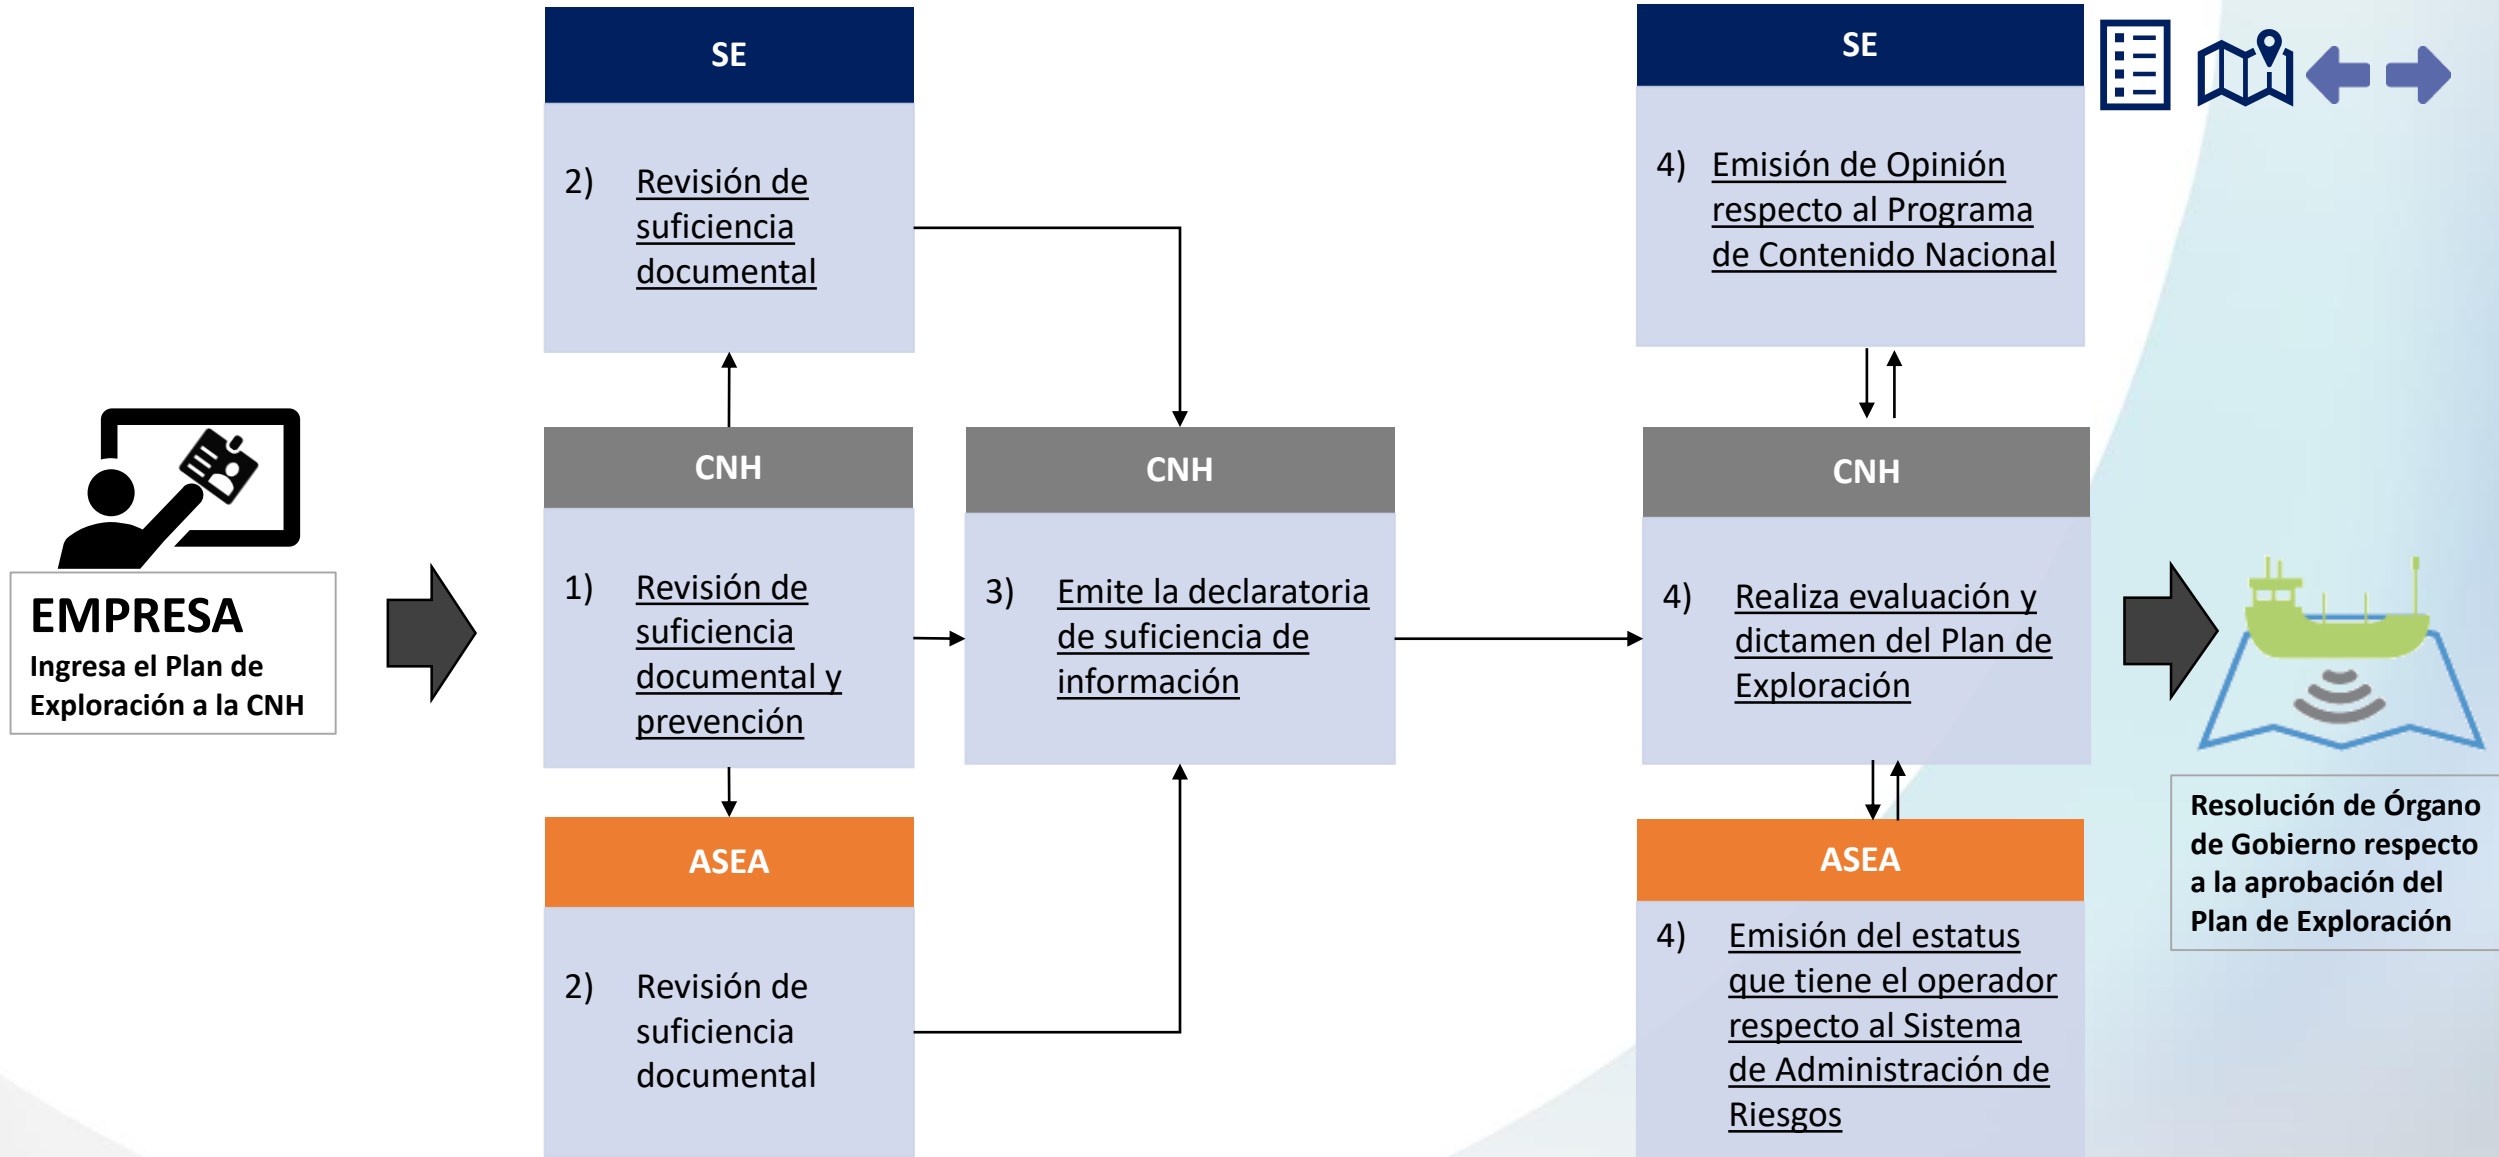 EMPRESA
Ingresa el Plan de
Exploración a la CNH
SE
2) Revisión de
suficiencia
documental
CNH
1) Revisión de
suficiencia
documental y
prevención
ASEA
2) Revisión de
suficiencia
documental
CNH
3) Emite la declaratoria
de suficiencia de
información
SE
4) Emisión de Opinión
respecto al Programa
de Contenido Nacional
CNH
4) Realiza evaluación y
dictamen del Plan de
Exploración
ASEA
4) Emisión del estatus
que tiene el operador
respecto al Sistema
de Administración de
Riesgos
Resolución de Órgano
de Gobierno respecto
a la aprobación del
Plan de Exploración